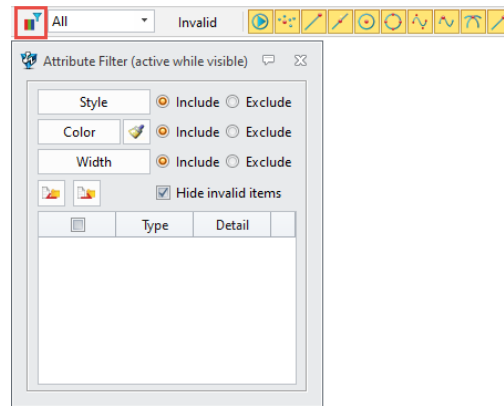 All Invalid
Attribute Filter (active while visible)
Style Include Exclude
Color Include Exclude
Width Include Exclude
Hide invalid items
Type Detail